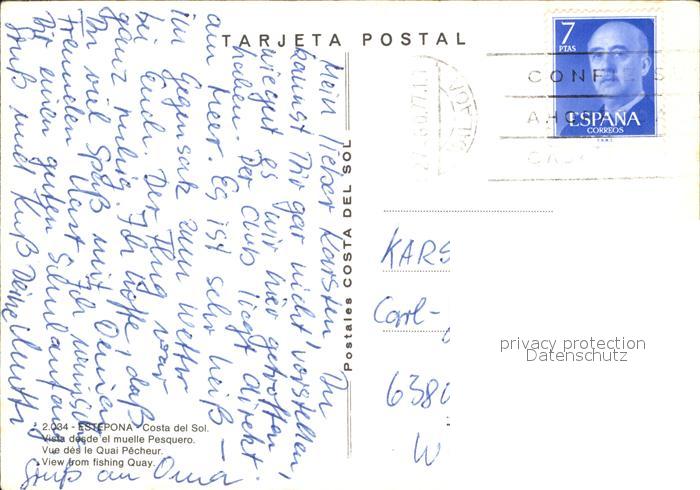 TARJETA POSTAL
7
PTAS
ESPAÑA
CORREOS
Mein lieber Karsten Du
kannst Dir gar nicht vorstellen,
wie gut es wir hier getroffen
haben. Der Club liegt direkt
am Meer. Es ist sehr heiß –
im Gegensatz zum Wetter
bei Euch. Der Flug war
ganz ruhig. Ich hoffe, daß
Ihr viel Spaß mit Deinen
Freunden hast. Ich wünsche
Dir einen guten Schulanfang
Gruß und Kuß Deine Mutti
Gruß an Oma
Postales COSTA DEL SOL
KARS
Carl-
638
W
privacy protection
Datenschutz
2.034 - ESTEPONA - Costa del Sol.
Vista desde el muelle Pesquero.
Vue dès le Quai Pêcheur.
View from fishing Quay.